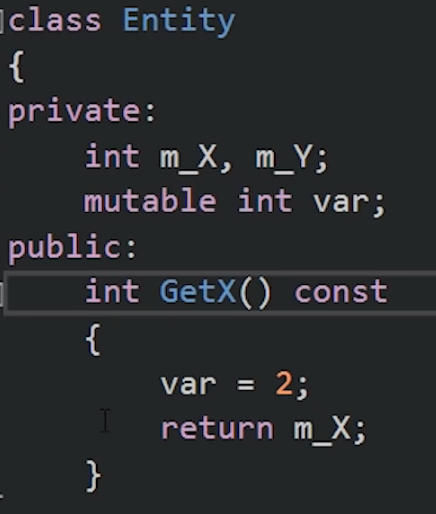 class Entity
{
private:
    int m_X, m_Y;
    mutable int var;
public:
    int GetX() const
    {
        var = 2;
        return m_X;
    }